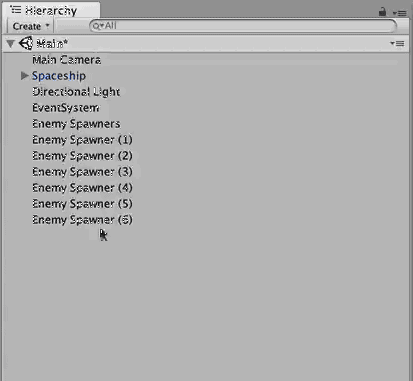 Hierarchy
Create All
Main*
Main Camera
Spaceship
Directional Light
EventSystem
Enemy Spawners
Enemy Spawner (1)
Enemy Spawner (2)
Enemy Spawner (3)
Enemy Spawner (4)
Enemy Spawner (5)
Enemy Spawner (6)